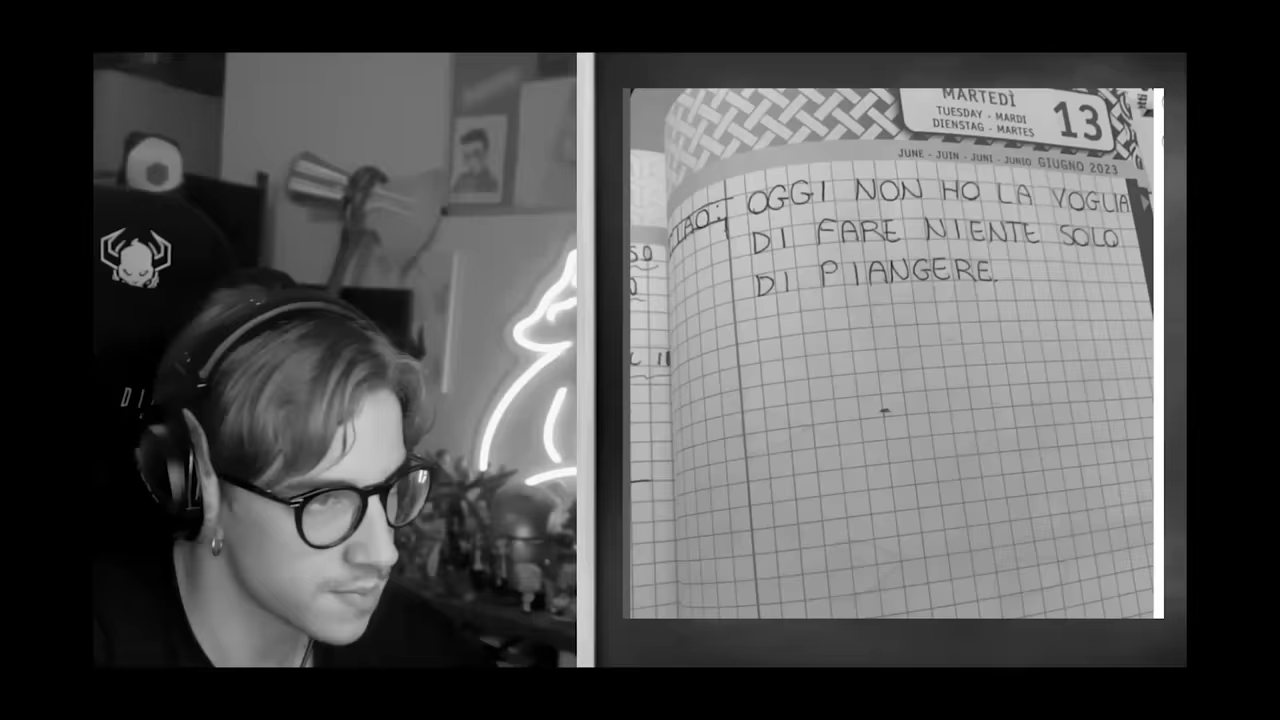 MARTEDÌ
TUESDAY - MARDI
DIENSTAG - MARTES
13
JUNE - JUIN - JUNI - JUNIO GIUGNO 2023
OGGI NON HO LA VOGLIA
DI FARE NIENTE SOLO
DI PIANGERE.